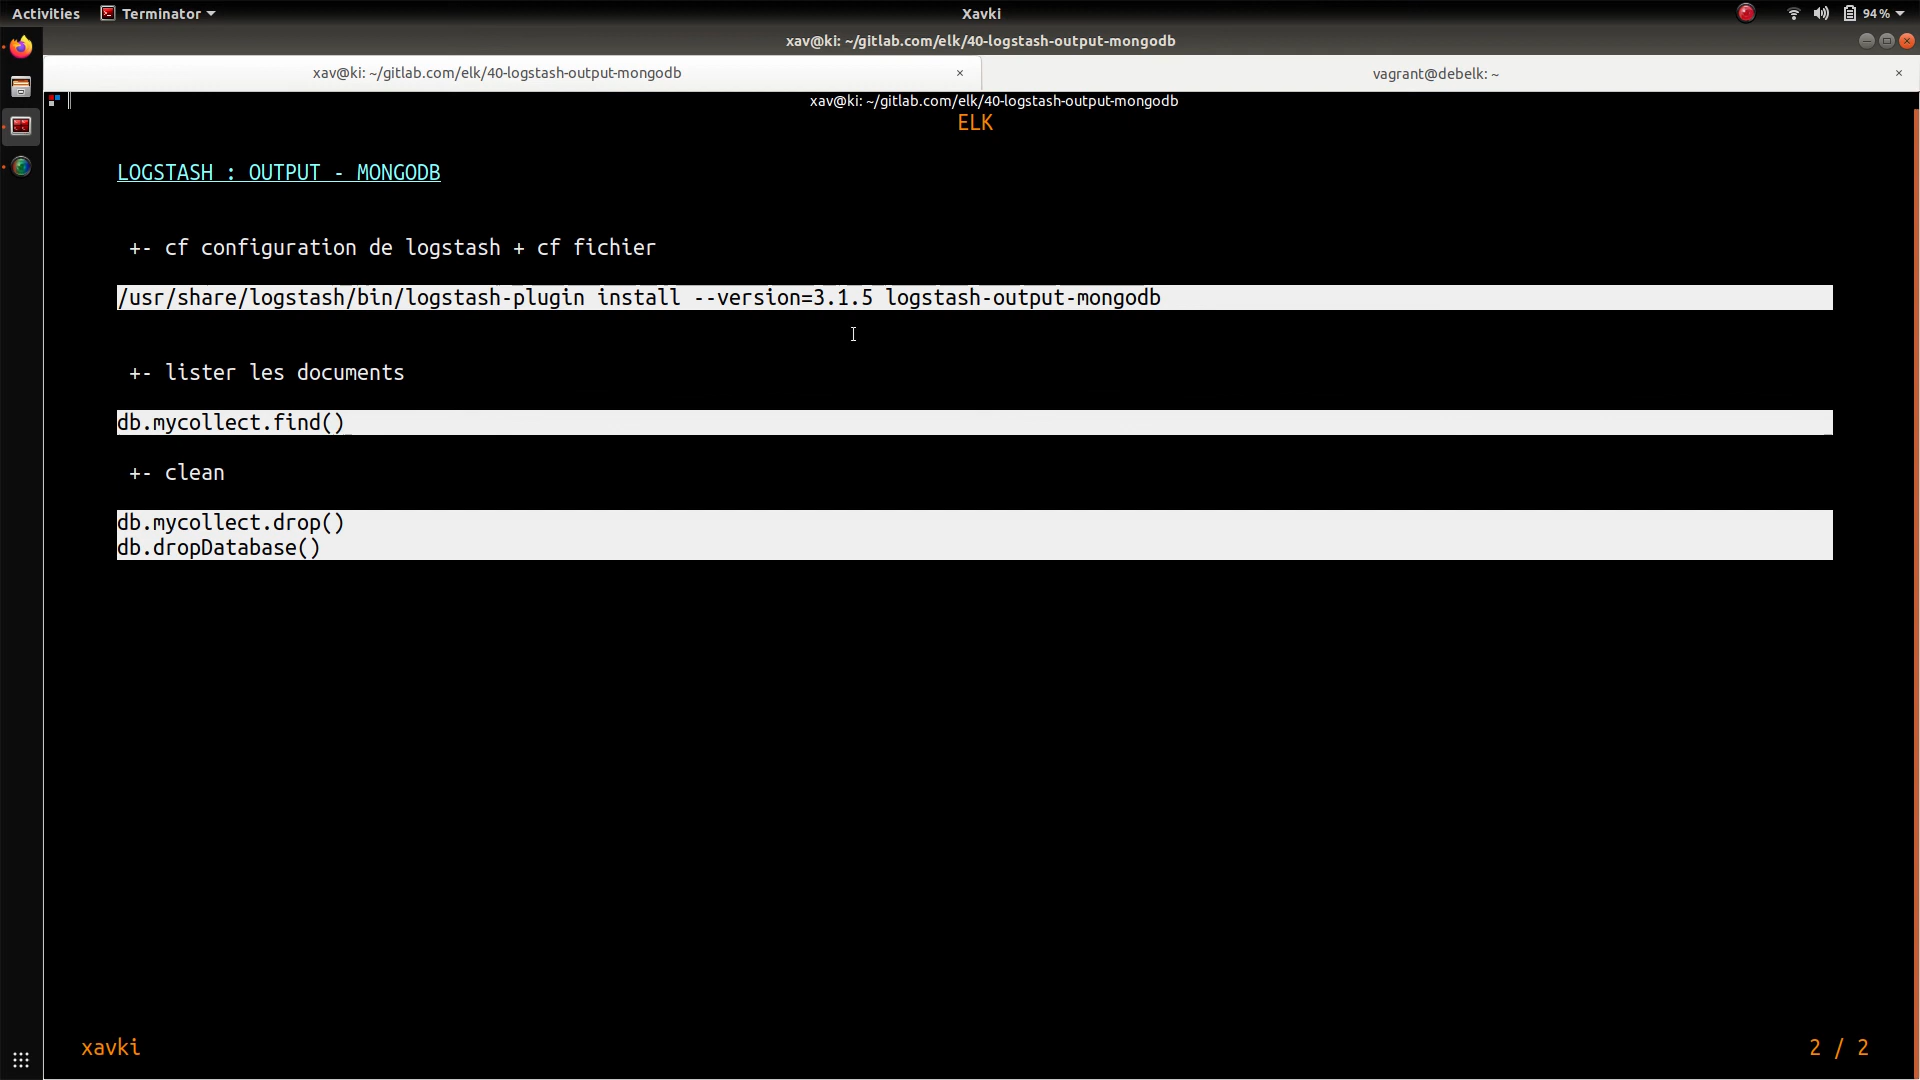 Activities Terminator Xavki 94 %
xav@ki: ~/gitlab.com/elk/40-logstash-output-mongodb
xav@ki: ~/gitlab.com/elk/40-logstash-output-mongodb × vagrant@debelk: ~ ×
xav@ki: ~/gitlab.com/elk/40-logstash-output-mongodb
ELK
LOGSTASH : OUTPUT - MONGODB
+- cf configuration de logstash + cf fichier
/usr/share/logstash/bin/logstash-plugin install --version=3.1.5 logstash-output-mongodb
+- lister les documents
db.mycollect.find()
+- clean
db.mycollect.drop()
db.dropDatabase()
xavki 2 / 2